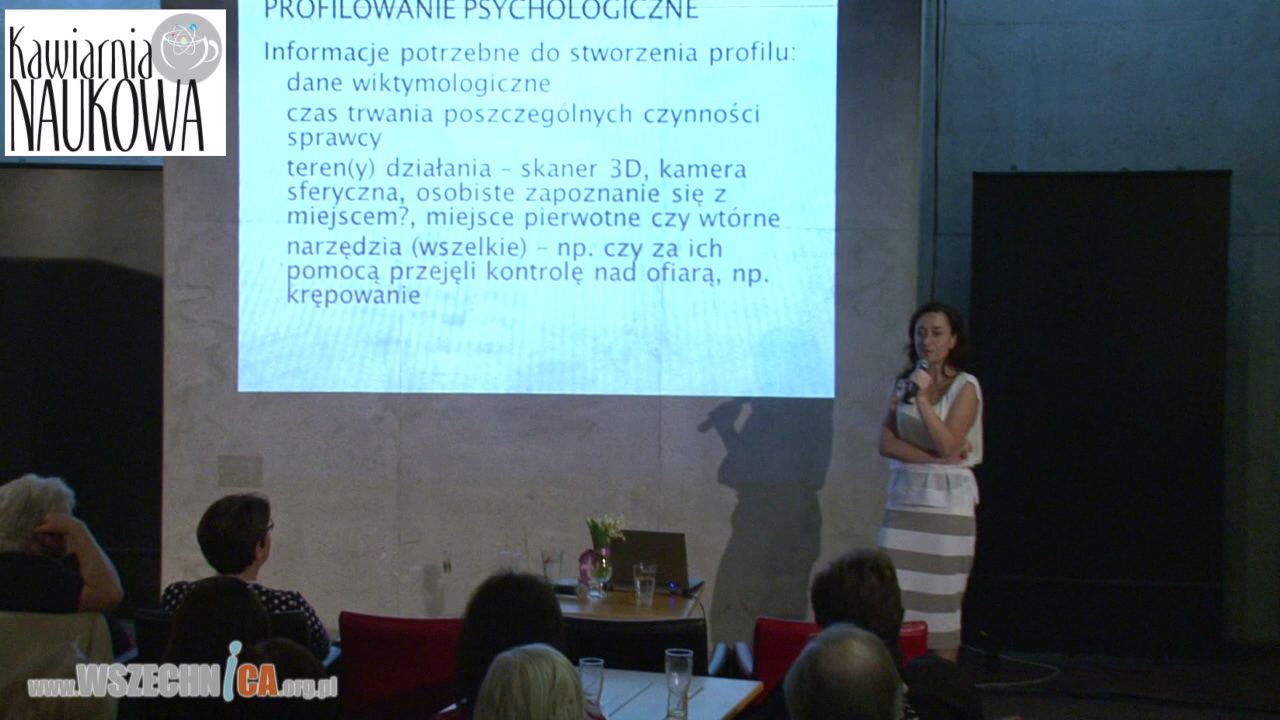 Kawiarnia
NAUKOWA
PROFILOWANIE PSYCHOLOGICZNE
Informacje potrzebne do stworzenia profilu:
dane wiktymologiczne
czas trwania poszczególnych czynności
sprawcy
teren(y) działania – skaner 3D, kamera
sferyczna, osobiste zapoznanie się z
miejscem?, miejsce pierwotne czy wtórne
narzędzia (wszelkie) – np. czy za ich
pomocą przejęli kontrolę nad ofiarą, np.
krępowanie
www.WSZECHNiCA.org.pl